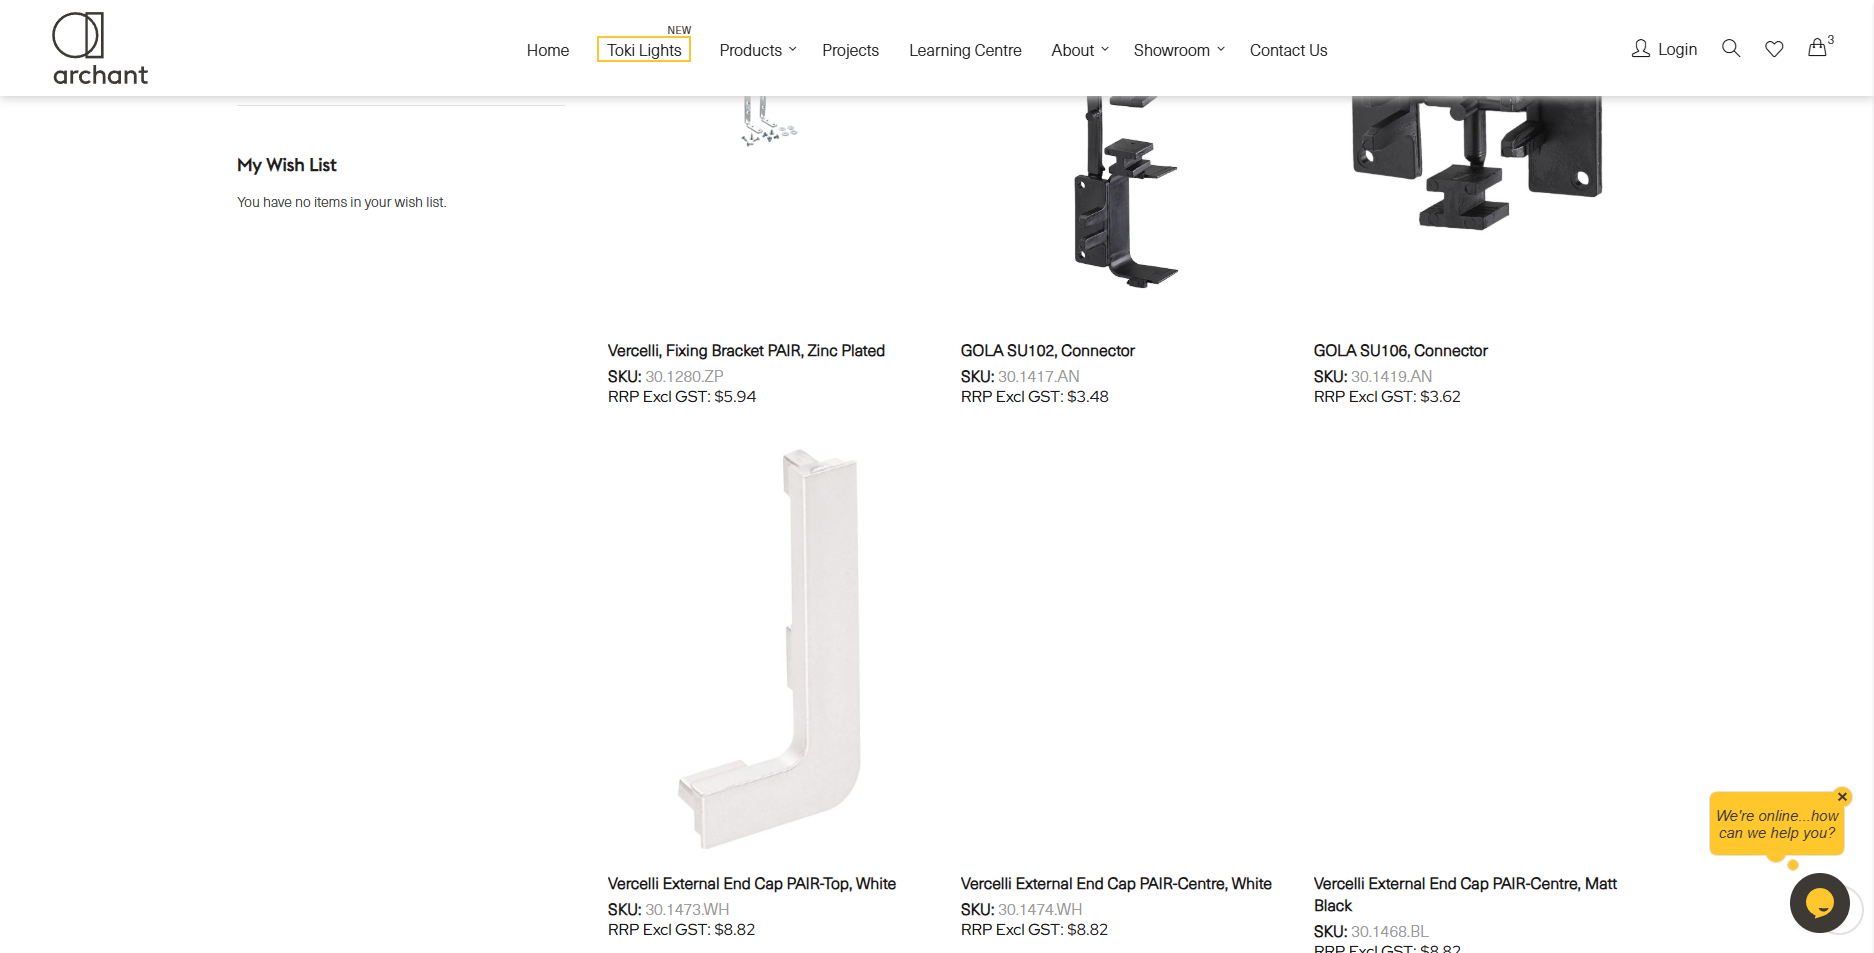 archant
Home
NEW
Toki Lights
Products
Projects
Learning Centre
About
Showroom
Contact Us
Login
3
My Wish List
You have no items in your wish list.
Vercelli, Fixing Bracket PAIR, Zinc Plated
SKU: 30.1280.ZP
RRP Excl GST: $5.94
GOLA SU102, Connector
SKU: 30.1417.AN
RRP Excl GST: $3.48
GOLA SU106, Connector
SKU: 30.1419.AN
RRP Excl GST: $3.62
Vercelli External End Cap PAIR-Top, White
SKU: 30.1473.WH
RRP Excl GST: $8.82
Vercelli External End Cap PAIR-Centre, White
SKU: 30.1474.WH
RRP Excl GST: $8.82
Vercelli External End Cap PAIR-Centre, Matt
Black
SKU: 30.1468.BL
RRP Excl GST: $8.82
We're online...how
can we help you?